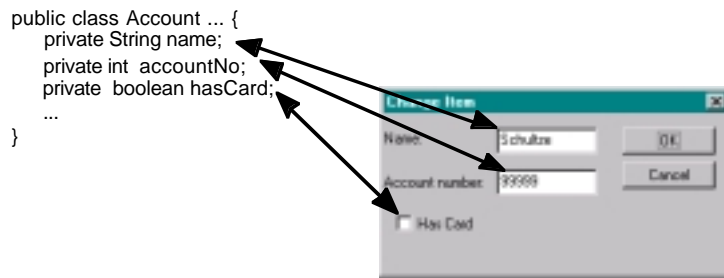 public class Account ... {
private String name;
private int accountNo;
private boolean hasCard;
...
}
Change Item
Name:
Schultze
OK
Account number:
99999
Cancel
Has Card